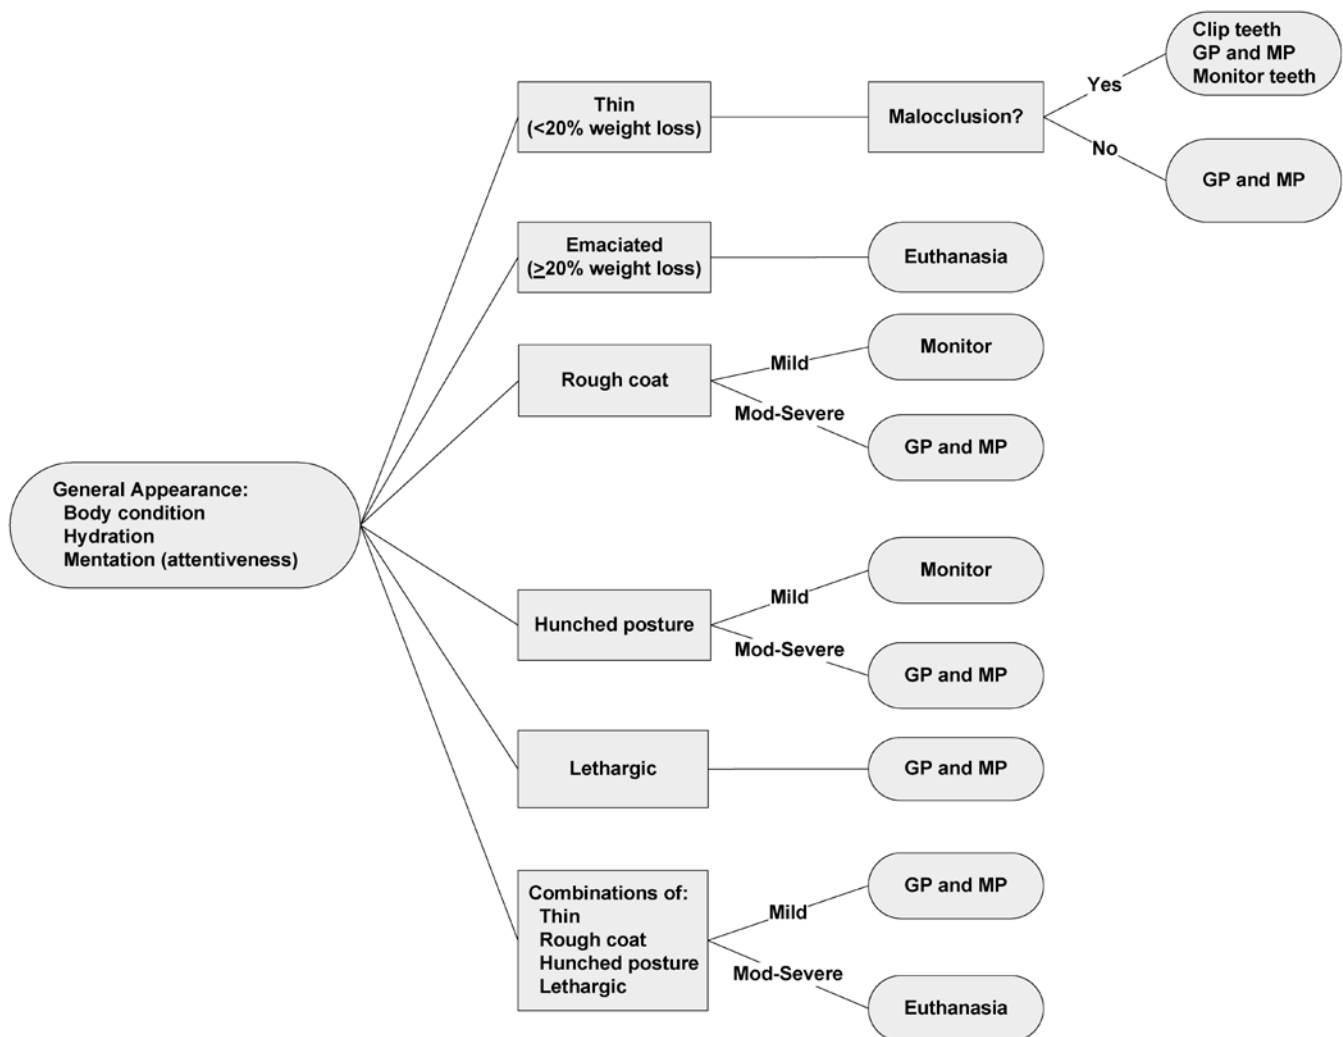 General Appearance:
Body condition
Hydration
Mentation (attentiveness)
Thin
(<20% weight loss)
Malocclusion?
Yes
Clip teeth
GP and MP
Monitor teeth
No
GP and MP
Emaciated
(≥20% weight loss)
Euthanasia
Rough coat
Mild
Monitor
Mod-Severe
GP and MP
Hunched posture
Mild
Monitor
Mod-Severe
GP and MP
Lethargic
GP and MP
Combinations of:
Thin
Rough coat
Hunched posture
Lethargic
Mild
GP and MP
Mod-Severe
Euthanasia